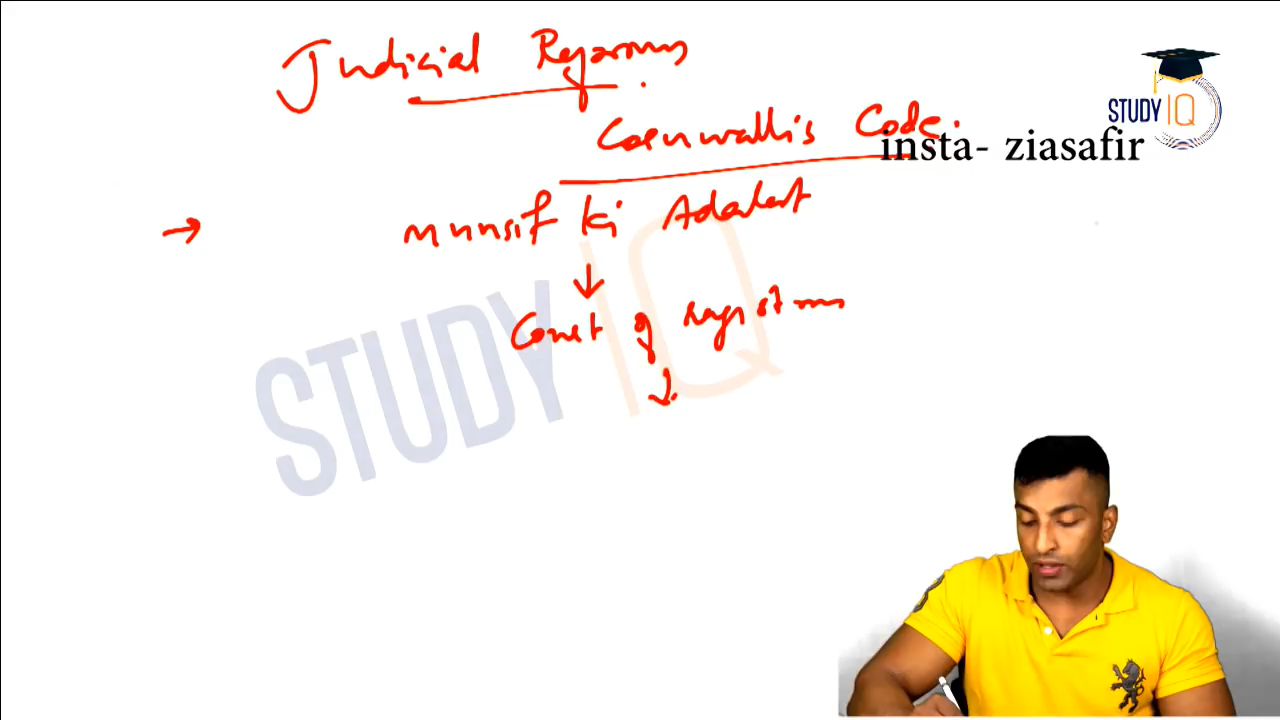 Judicial Reforms
STUDY IQ
Cornwallis Code.
insta- ziasafir
→ munsif ki Adalat
↓
Court of registrars
↓
STUDY IQ